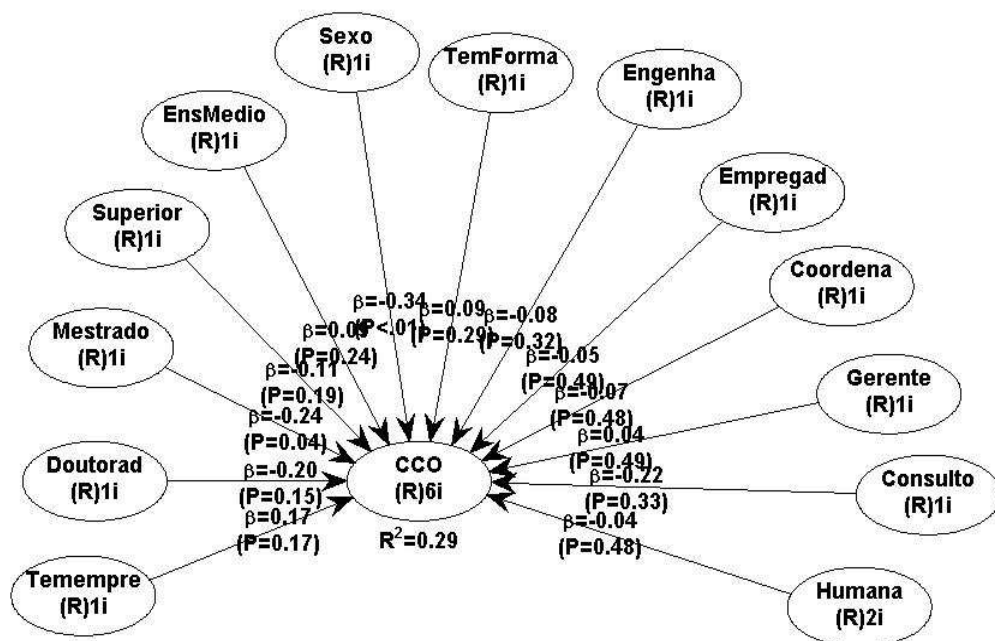 Sexo
(R)1i
TemForma
(R)1i
Engenha
(R)1i
EnsMedio
(R)1i
Empregad
(R)1i
Superior
(R)1i
Coordena
(R)1i
Mestrado
(R)1i
Gerente
(R)1i
Doutorad
(R)1i
Consulto
(R)1i
Temempre
(R)1i
Humana
(R)2i
CCO
(R)6i
R²=0.29
β=-0.34
(P<.01)
β=0.09
(P=0.29)
β=-0.08
(P=0.32)
(P=0.24)
β=-0.11
(P=0.19)
β=-0.24
(P=0.04)
β=-0.20
(P=0.15)
β=0.17
(P=0.17)
β=-0.05
(P=0.49)
β=-0.07
(P=0.48)
β=0.04
(P=0.49)
β=-0.22
(P=0.33)
β=-0.04
(P=0.48)